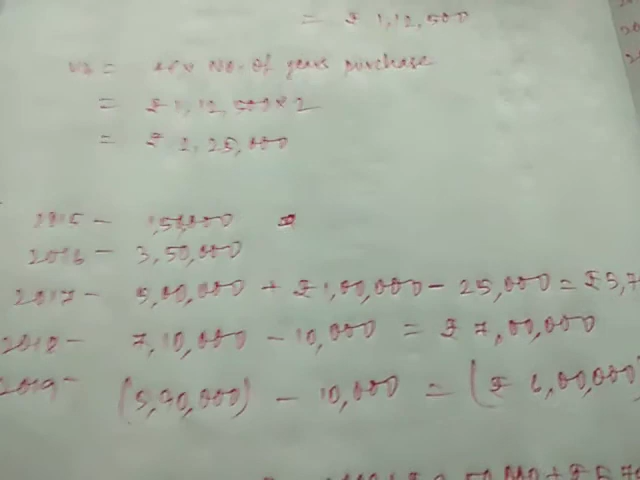 = ₹ 1,12,500
= No. of years purchase
= ₹ 1,12,500 × 2
= ₹ 2,25,000
2015 - 1,50,000
2016 - 3,50,000
2017 - 5,00,000 + ₹ 1,00,000 - 25,000 = ₹ 5,7
2018 - 7,10,000 - 10,000 = ₹ 7,00,000
2019 - (5,90,000) - 10,000 = (₹ 6,00,000)